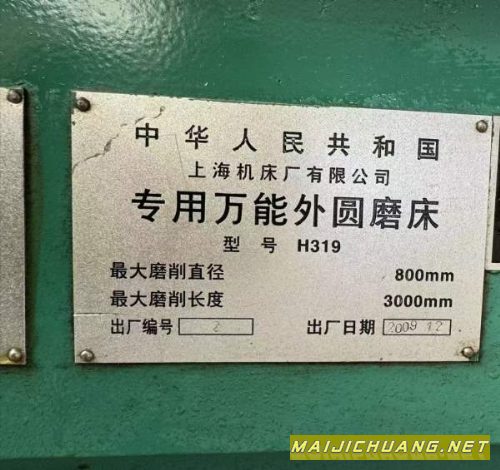 中华人民共和国
上海机床厂有限公司
专用万能外圆磨床
型号 H319
最大磨削直径 800mm
最大磨削长度 3000mm
出厂编号 2 出厂日期 2009 12
MAIJICHUANG.NET